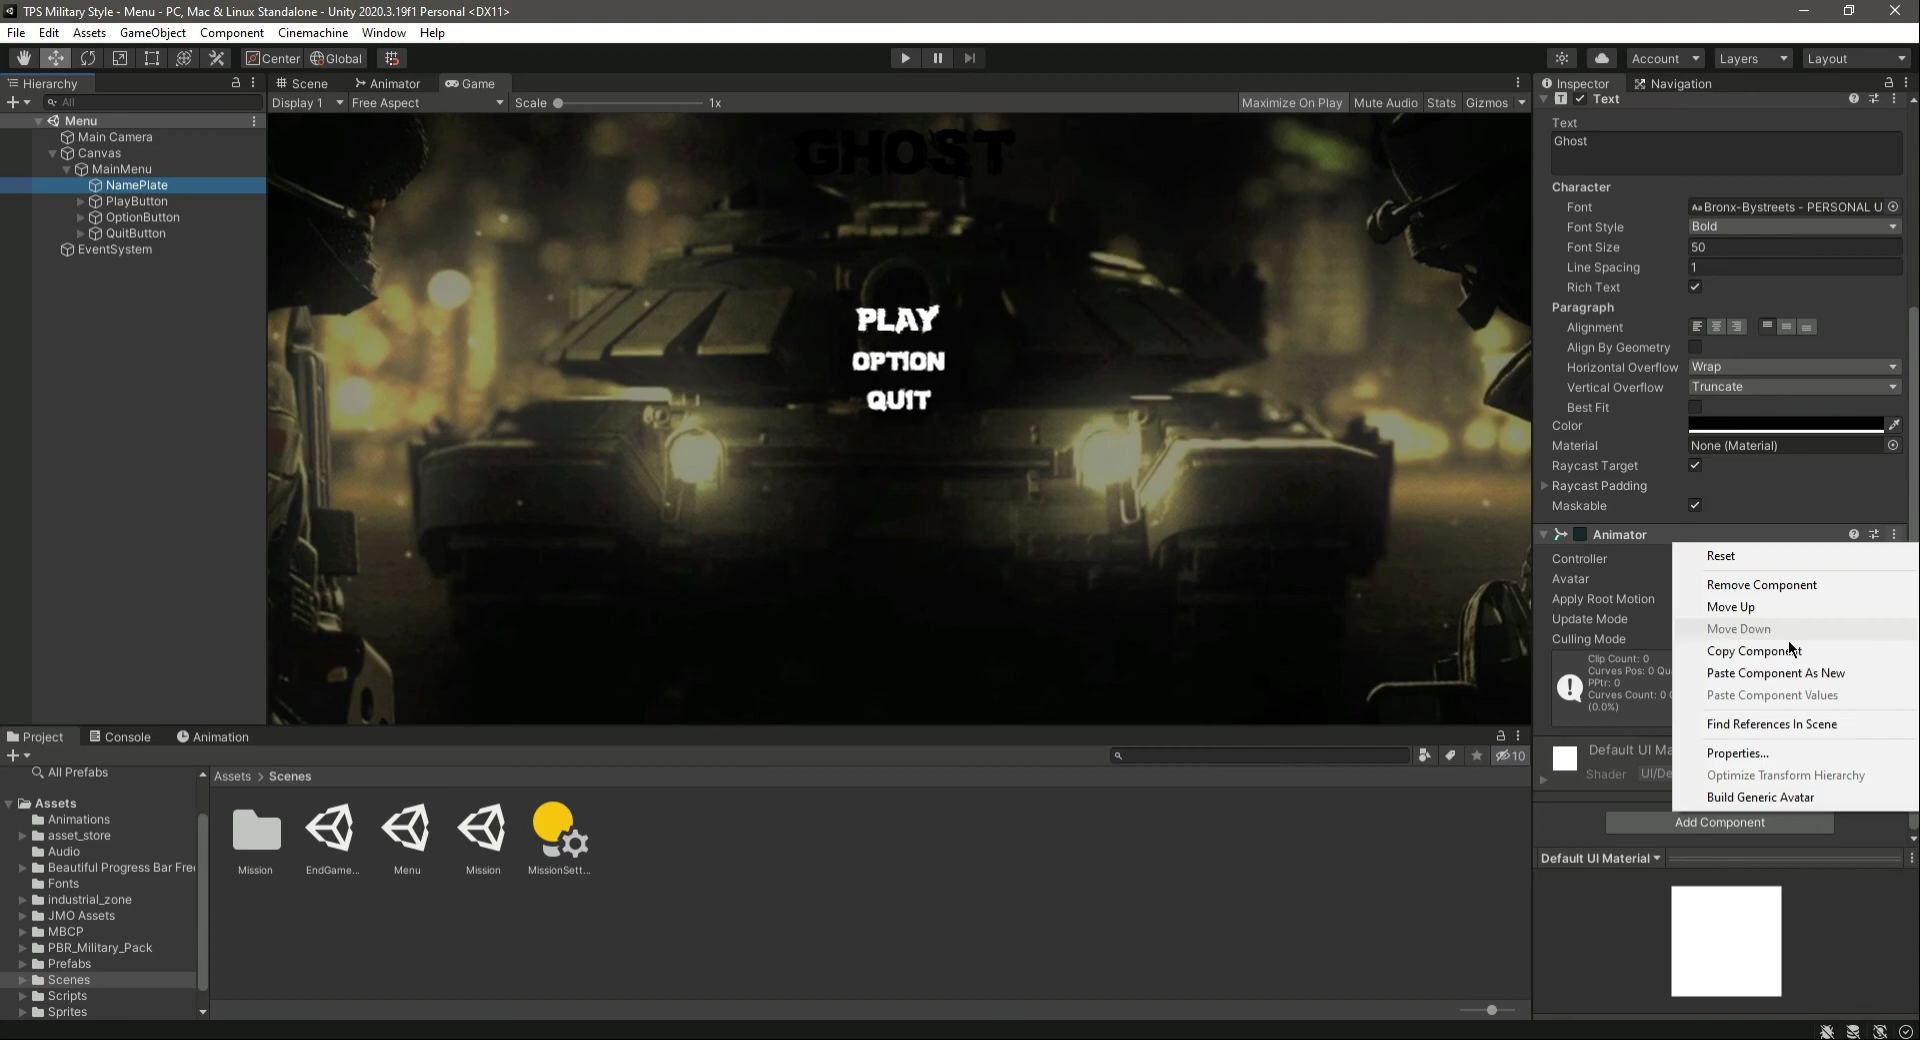 TPS Military Style - Menu - PC, Mac & Linux Standalone - Unity 2020.3.19f1 Personal <DX11>
File Edit Assets GameObject Component Cinemachine Window Help
Center Global
Account Layers Layout
Hierarchy
All
Menu
Main Camera
Canvas
MainMenu
NamePlate
PlayButton
OptionButton
QuitButton
EventSystem
Scene Animator Game
Display 1 Free Aspect Scale 1x Maximize On Play Mute Audio Stats Gizmos
GHOST
PLAY
OPTION
QUIT
Inspector Navigation
Text
Text
Ghost
Character
Font Aa Bronx-Bystreets - PERSONAL U
Font Style Bold
Font Size 50
Line Spacing 1
Rich Text
Paragraph
Alignment
Align By Geometry
Horizontal Overflow Wrap
Vertical Overflow Truncate
Best Fit
Color
Material None (Material)
Raycast Target
Raycast Padding
Maskable
Animator
Controller
Avatar
Apply Root Motion
Update Mode
Culling Mode
Clip Count: 0
Curves Pos: 0 Qu
PPtr: 0
Curves Count: 0
(0.0%)
Reset
Remove Component
Move Up
Move Down
Copy Component
Paste Component As New
Paste Component Values
Find References In Scene
Properties...
Optimize Transform Hierarchy
Build Generic Avatar
Default UI Ma
Shader UI/De
Add Component
Default UI Material
Project Console Animation
10
All Prefabs
Assets
Animations
asset_store
Audio
Beautiful Progress Bar Free
Fonts
industrial_zone
JMO Assets
MBCP
PBR_Military_Pack
Prefabs
Scenes
Scripts
Sprites
Assets > Scenes
Mission EndGame... Menu Mission MissionSett...